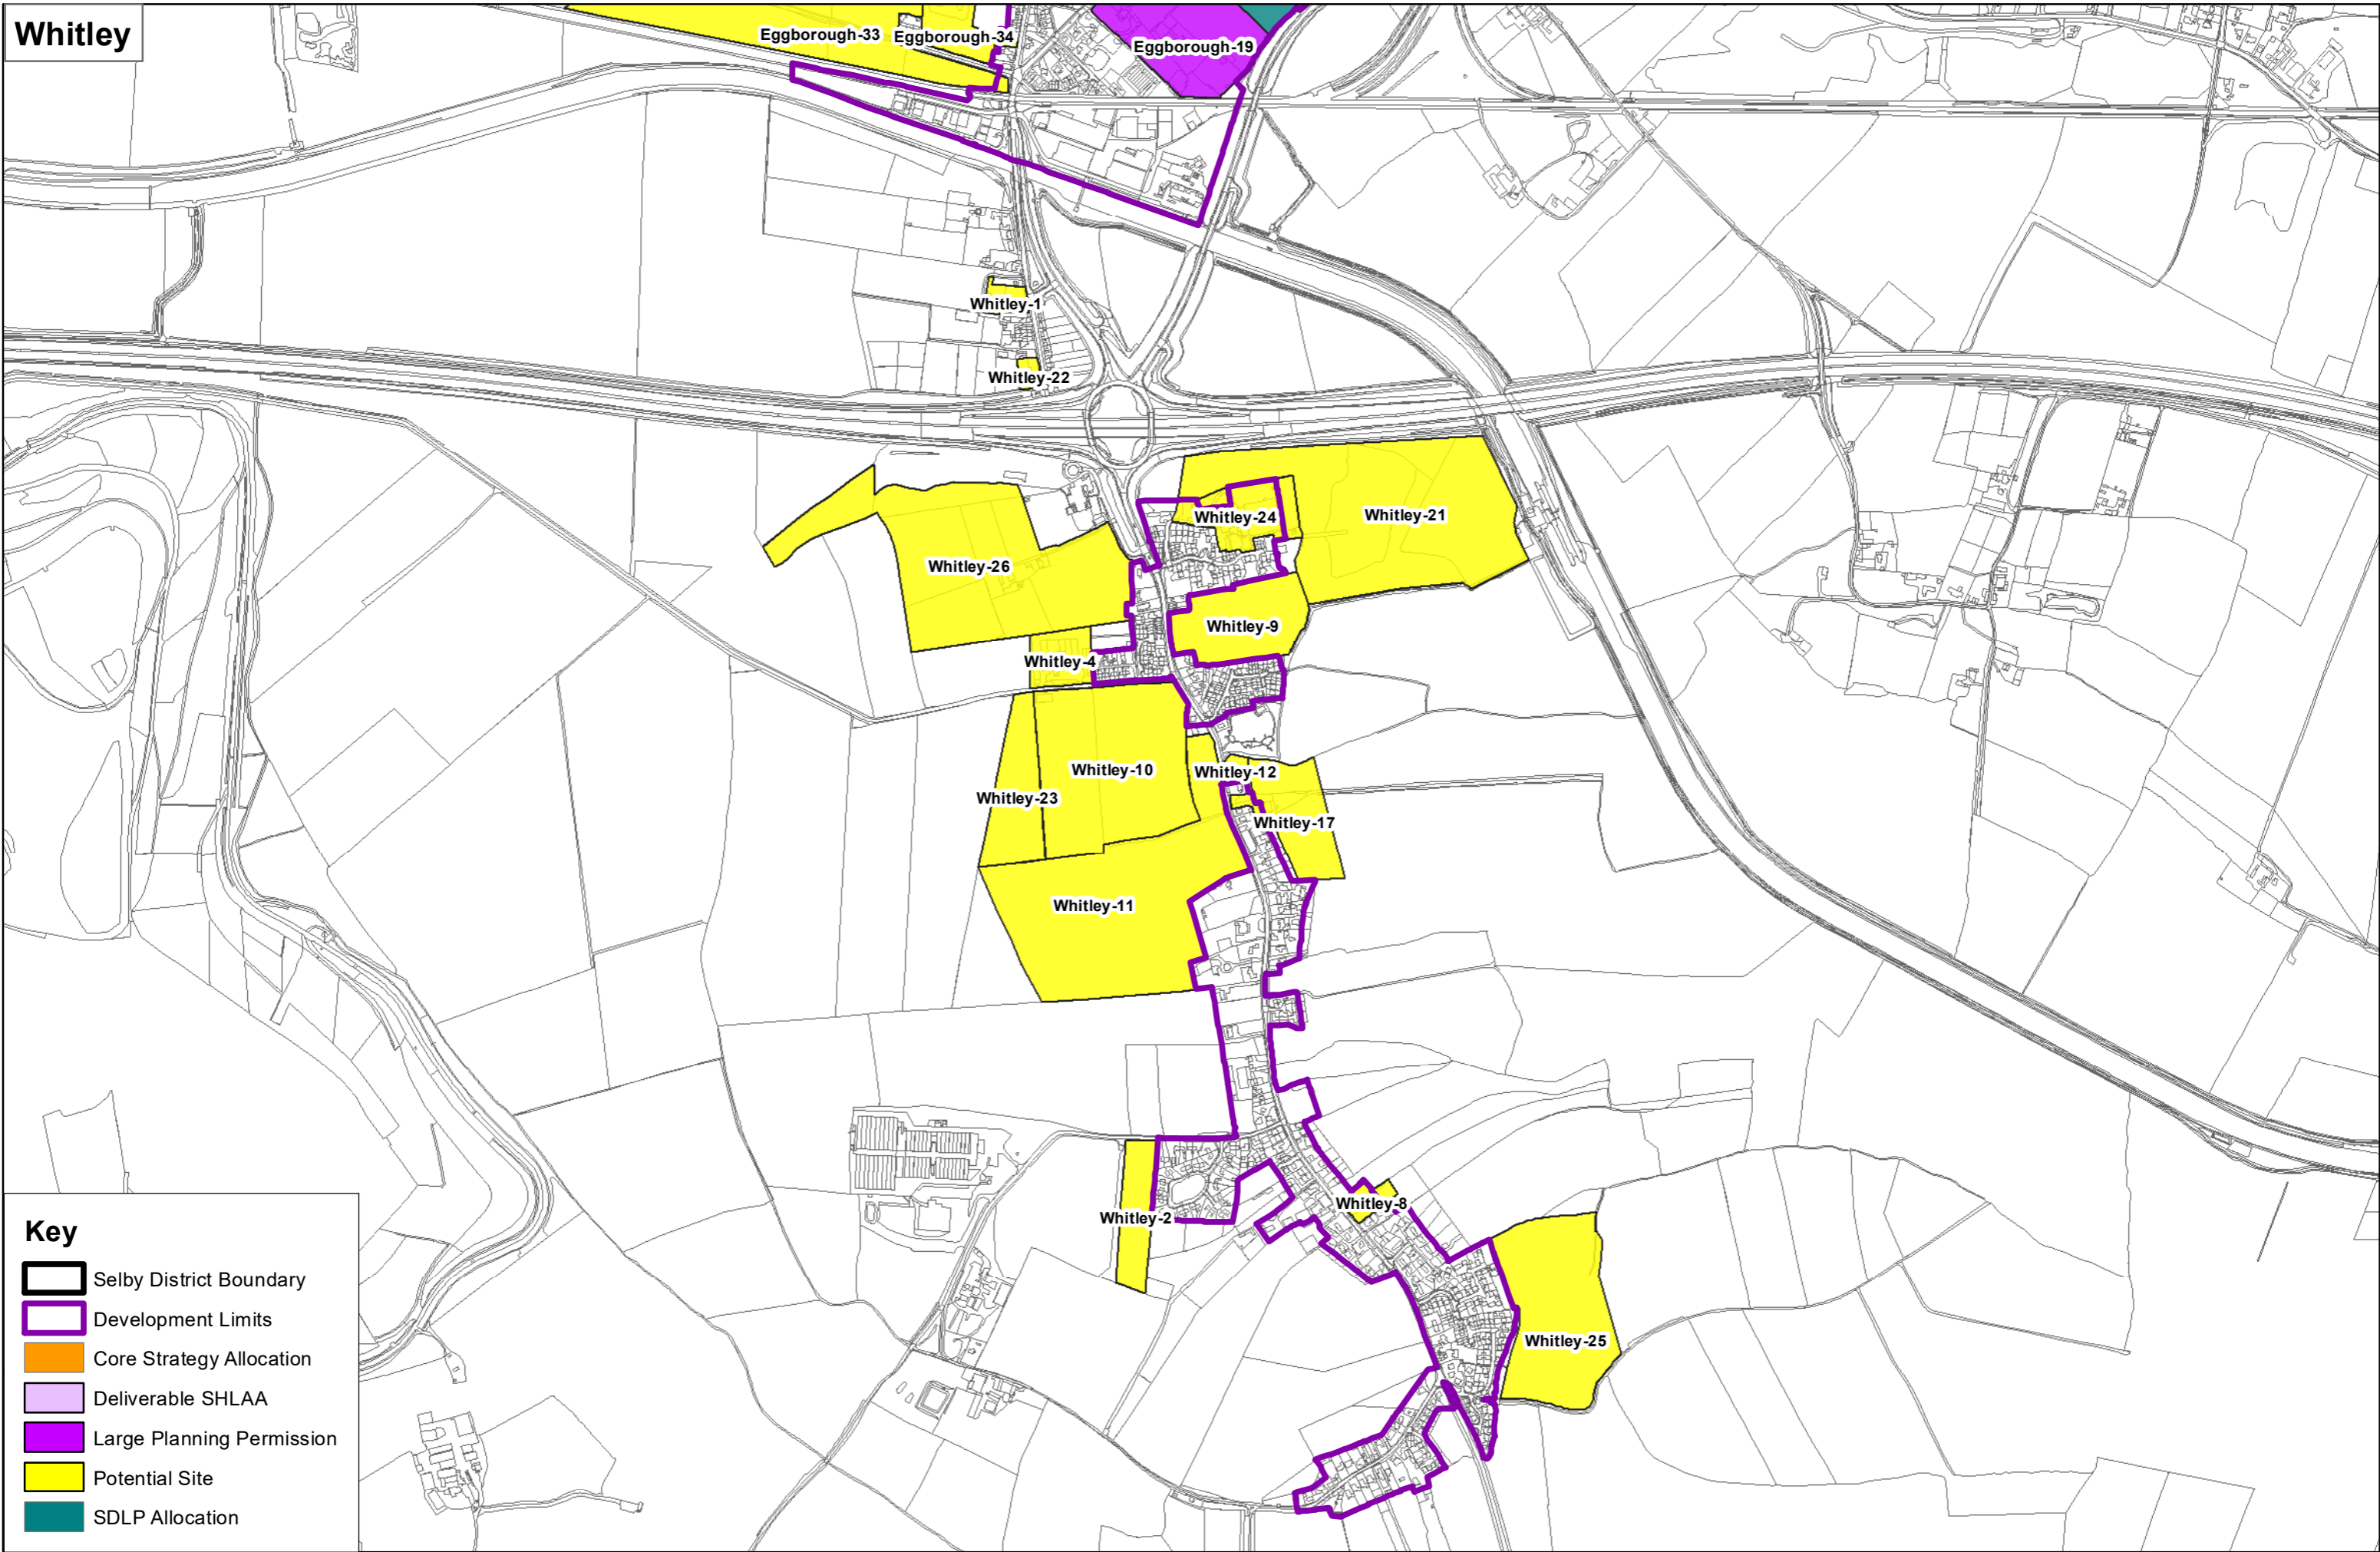 Whitley
Eggborough-33
Eggborough-34
Eggborough-19
Whitley-1
Whitley-22
Whitley-24
Whitley-21
Whitley-26
Whitley-9
Whitley-4
Whitley-10
Whitley-12
Whitley-23
Whitley-17
Whitley-11
Whitley-8
Whitley-2
Whitley-25
Key
Selby District Boundary
Development Limits
Core Strategy Allocation
Deliverable SHLAA
Large Planning Permission
Potential Site
SDLP Allocation